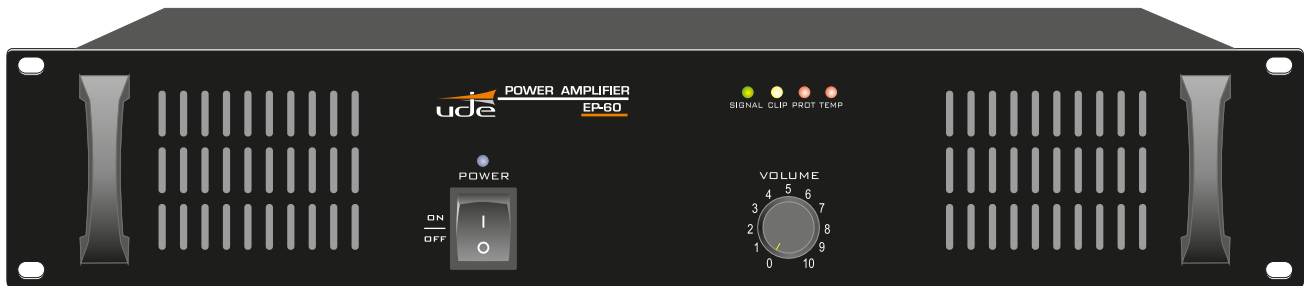 ude
POWER AMPLIFIER
EP-60
SIGNAL CLIP PROT TEMP
POWER
ON
OFF
I
O
VOLUME
0 1 2 3 4 5 6 7 8 9 10